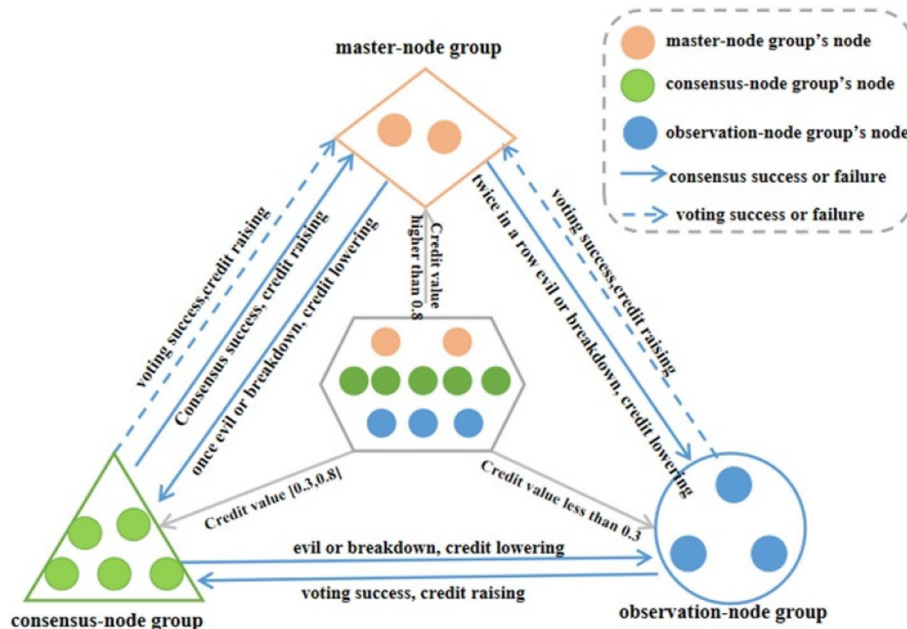 master-node group
master-node group's node
consensus-node group's node
observation-node group's node
consensus success or failure
voting success or failure
voting success,credit raising
Consensus success, credit raising
once evil or breakdown, credit lowering
Credit value
higher than 0.8
twice in a row evil or breakdown, credit lowering
voting success,credit raising
Credit value [0.3,0.8]
Credit value less than 0.3
evil or breakdown, credit lowering
voting success, credit raising
consensus-node group
observation-node group